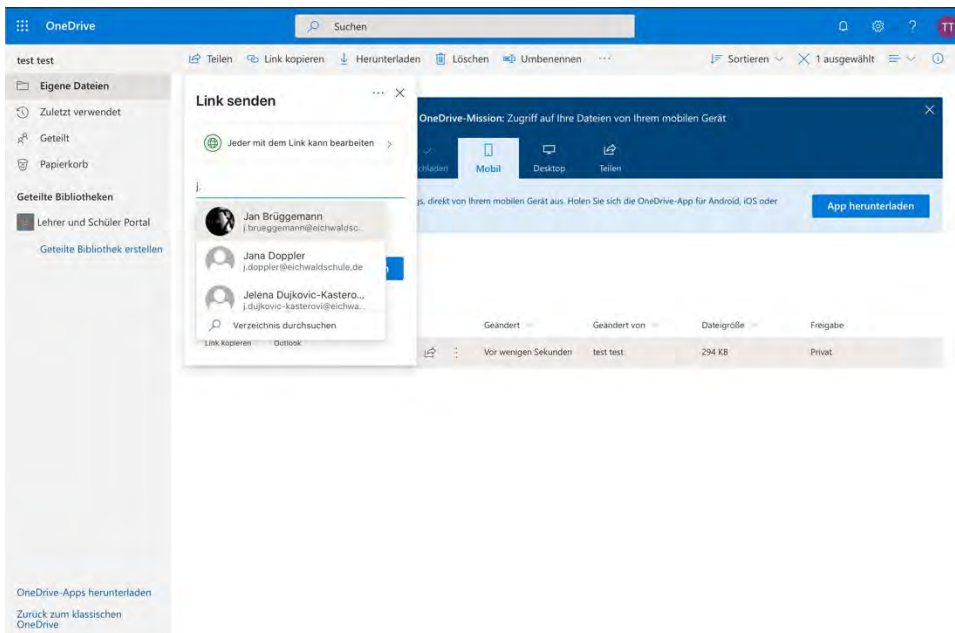 OneDrive
Suchen
TT
test test
Teilen Link kopieren Herunterladen Löschen Umbenennen ...
Sortieren 1 ausgewählt
Eigene Dateien
Zuletzt verwendet
Geteilt
Papierkorb
Geteilte Bibliotheken
Lehrer und Schüler Portal
Geteilte Bibliothek erstellen
Link senden
Jeder mit dem Link kann bearbeiten
j.
Jan Brüggemann
j.brueggemann@eichwaldsc...
Jana Doppler
j.doppler@eichwaldschule.de
Jelena Dujkovic-Kastero...
j.dujkovic-kasterovi@eichwa...
Verzeichnis durchsuchen
Link kopieren Outlook
OneDrive-Mission: Zugriff auf Ihre Dateien von Ihrem mobilen Gerät
Mobil Desktop Teilen
direkt von Ihrem mobilen Gerät aus. Holen Sie sich die OneDrive-App für Android, iOS oder
App herunterladen
Geändert Geändert von Dateigröße Freigabe
Vor wenigen Sekunden test test 294 KB Privat
OneDrive-Apps herunterladen
Zurück zum klassischen
OneDrive